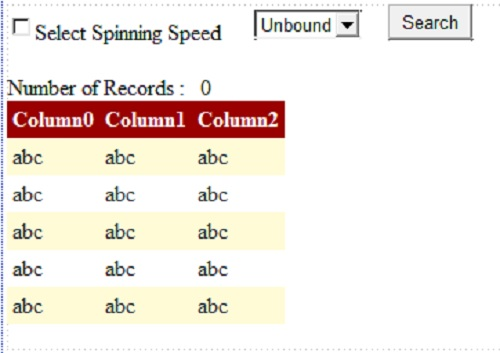 Select Spinning Speed Unbound Search
Number of Records : 0
Column0 Column1 Column2
abc abc abc
abc abc abc
abc abc abc
abc abc abc
abc abc abc